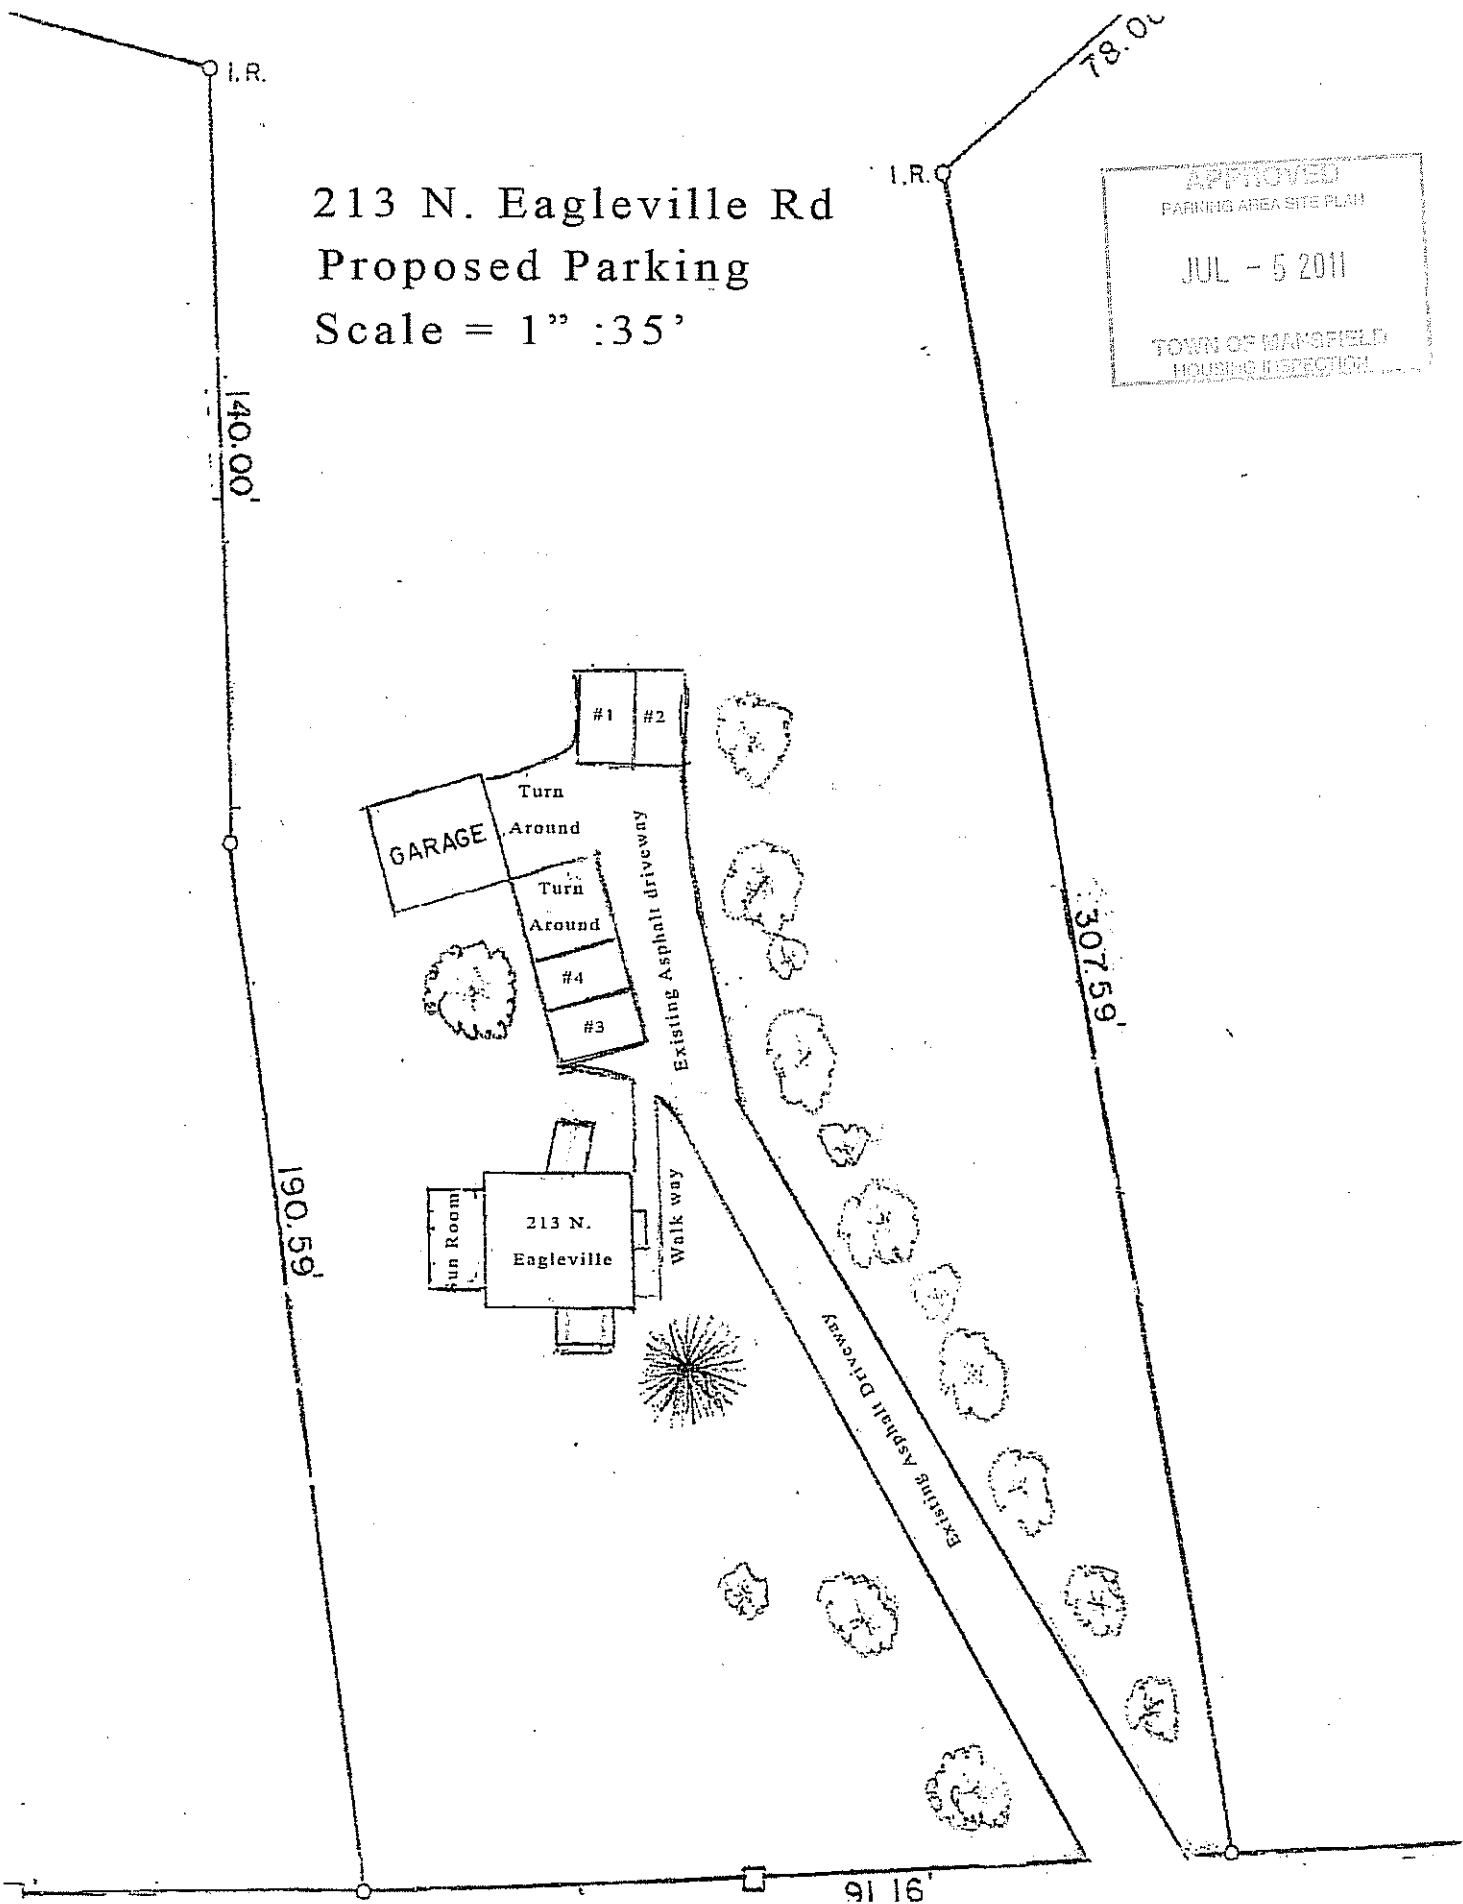 I.R.
78.00
I.R.
213 N. Eagleville Rd
Proposed Parking
Scale = 1” :35’
APPROVED
PARKING AREA SITE PLAN
JUL - 5 2011
TOWN OF MANSFIELD
HOUSING INSPECTION
140.00'
#1
#2
Turn
Around
GARAGE
Existing Asphalt driveway
Turn
Around
#4
#3
307.59'
190.59'
Sun Room
213 N.
Eagleville
Walk way
Existing Asphalt Driveway
91.16'